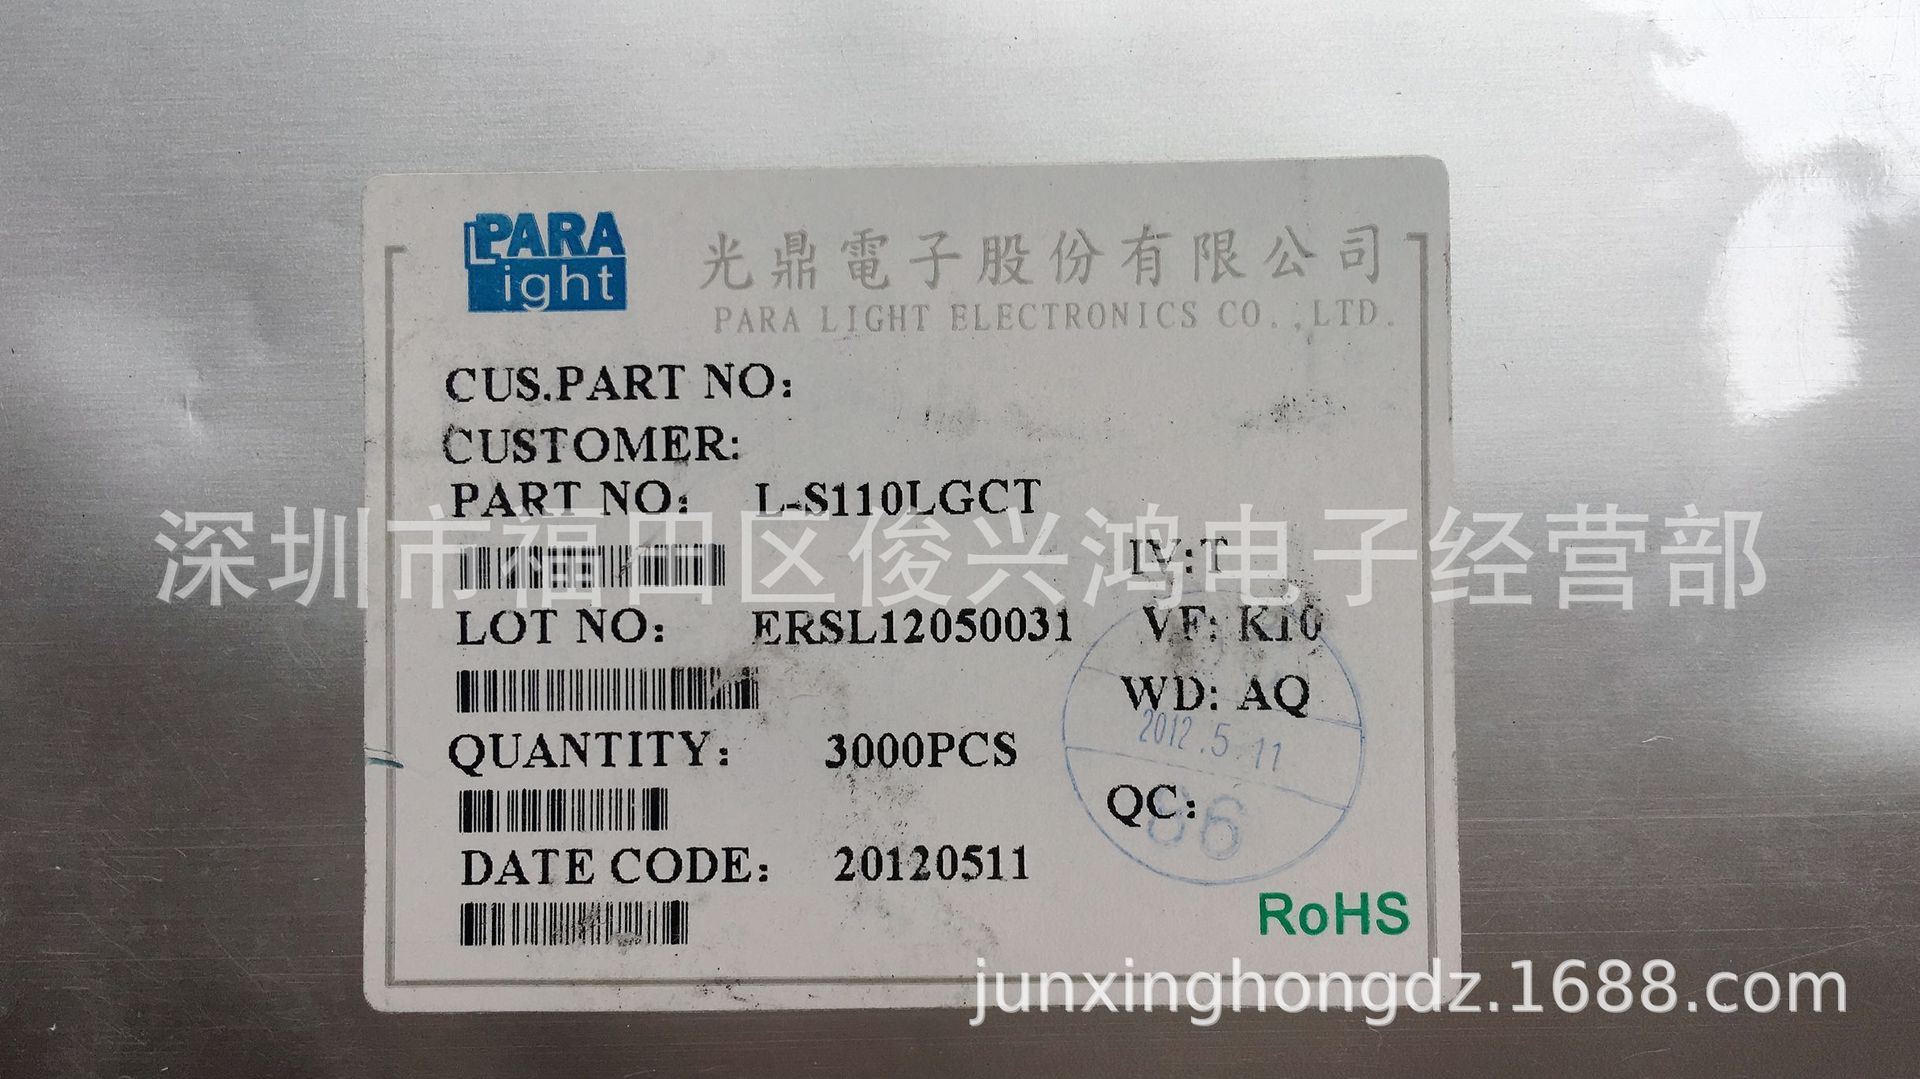 PARA
Light
光鼎電子股份有限公司
PARA LIGHT ELECTRONICS CO.,LTD.
CUS.PART NO:
CUSTOMER:
PART NO: L-S110LGCT
深圳市福田区俊兴鸿电子经营部
IV:T
LOT NO: ERSL12050031 VF: K10
WD: AQ
2012.5.11
QUANTITY: 3000PCS
QC:
DATE CODE: 20120511
RoHS
junxinghongdz.1688.com